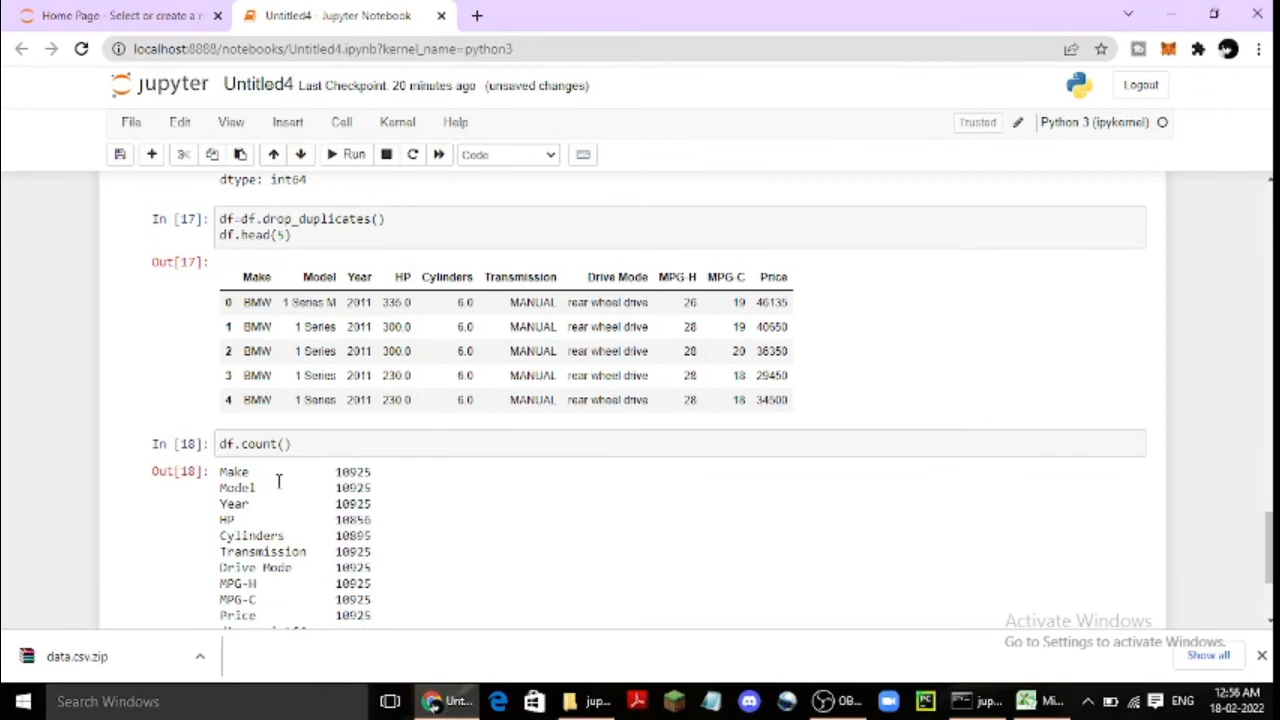 Home Page - Select or create a n
Untitled4 - Jupyter Notebook
localhost:8888/notebooks/Untitled4.ipynb?kernel_name=python3
jupyter Untitled4 Last Checkpoint: 20 minutes ago (unsaved changes)
Logout
File Edit View Insert Cell Kernel Help
Trusted
Python 3 (ipykernel)
Run
Code
dtype: int64
In [17]: df=df.drop_duplicates()
df.head(5)
Out[17]:
Make Model Year HP Cylinders Transmission Drive Mode MPG-H MPG-C Price
0 BMW 1 Series M 2011 335.0 6.0 MANUAL rear wheel drive 26 19 46135
1 BMW 1 Series 2011 300.0 6.0 MANUAL rear wheel drive 28 19 40650
2 BMW 1 Series 2011 300.0 6.0 MANUAL rear wheel drive 28 20 36350
3 BMW 1 Series 2011 230.0 6.0 MANUAL rear wheel drive 28 18 29450
4 BMW 1 Series 2011 230.0 6.0 MANUAL rear wheel drive 28 18 34500
In [18]: df.count()
Out[18]: Make 10925
Model 10925
Year 10925
HP 10856
Cylinders 10895
Transmission 10925
Drive Mode 10925
MPG-H 10925
MPG-C 10925
Price 10925
Activate Windows
Go to Settings to activate Windows.
data.csv.zip
Show all
Search Windows
Unt...
jup...
OB...
jup...
Mi...
ENG
12:56 AM
18-02-2022